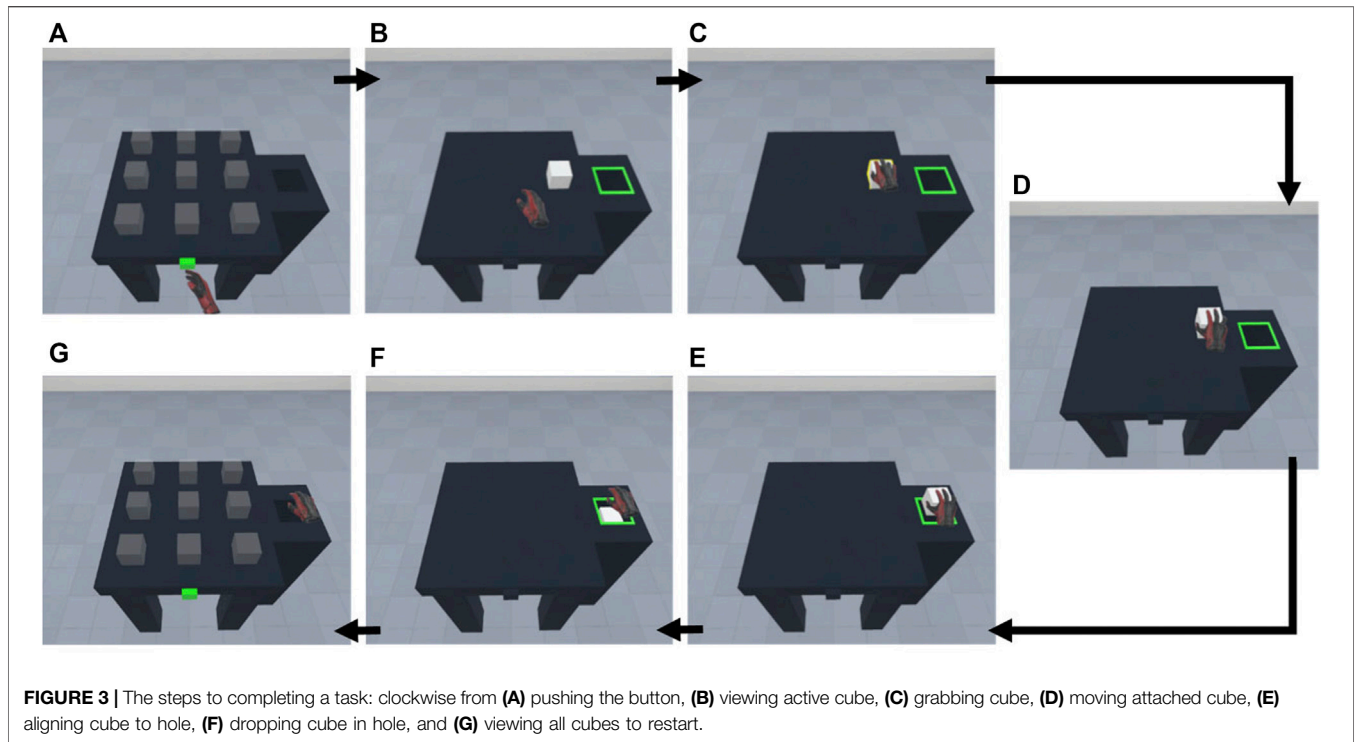 A
B
C
D
G
F
E
FIGURE 3 | The steps to completing a task: clockwise from (A) pushing the button, (B) viewing active cube, (C) grabbing cube, (D) moving attached cube, (E)
aligning cube to hole, (F) dropping cube in hole, and (G) viewing all cubes to restart.